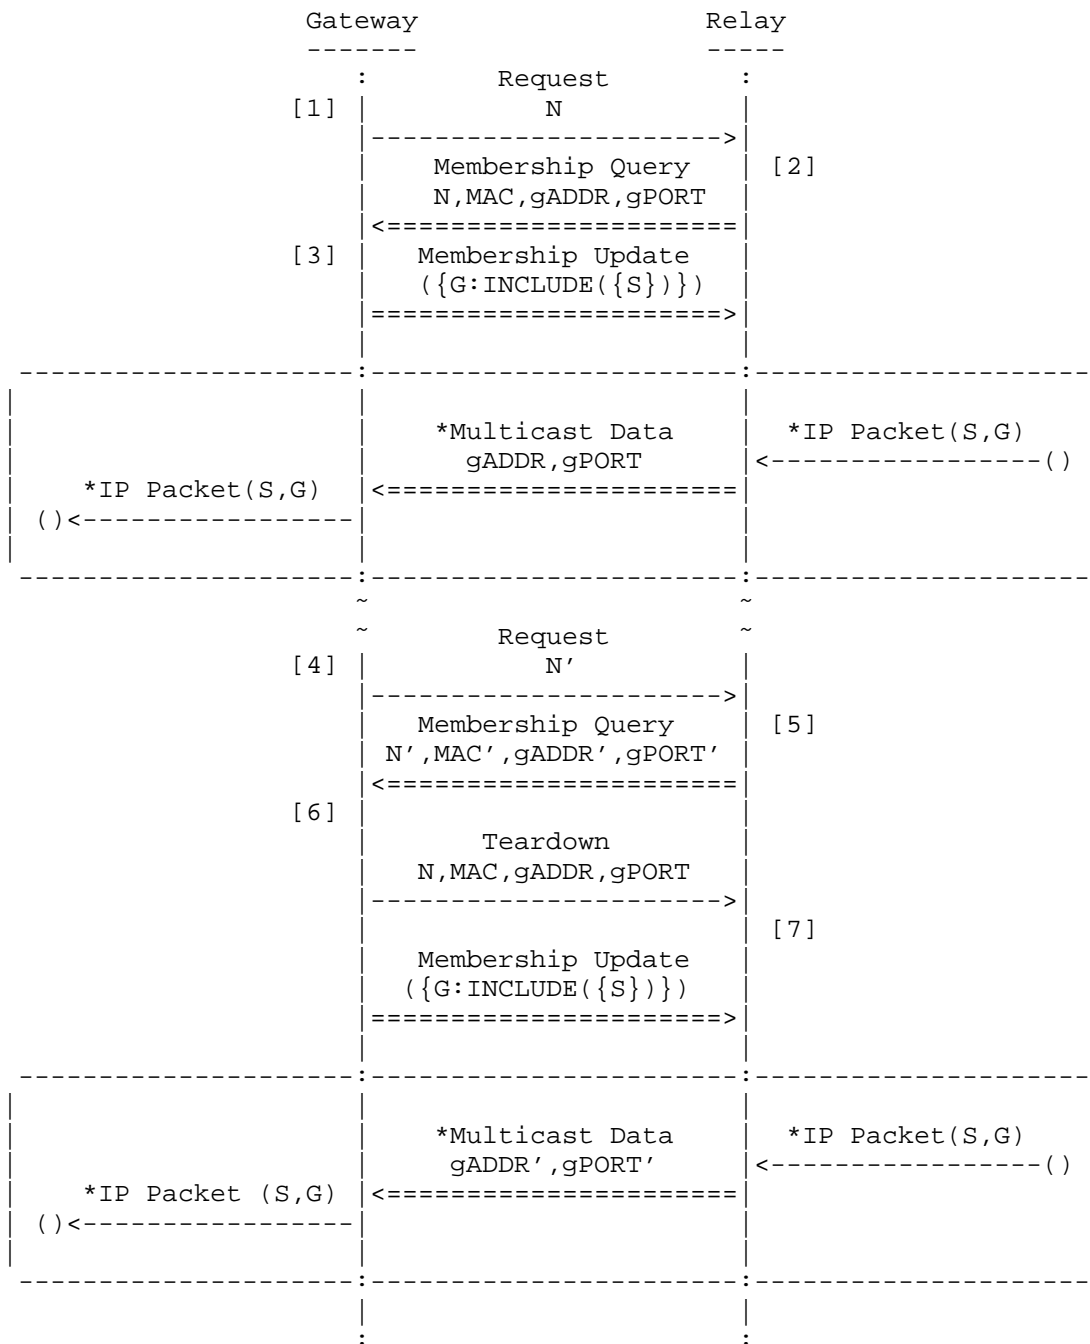 Gateway Relay
------- -----
: Request :
[1] | N |
|---------------------->|
| Membership Query | [2]
| N,MAC,gADDR,gPORT |
|<======================|
[3] | Membership Update |
| ({G:INCLUDE({S})}) |
|======================>|
| |
---------------------:-----------------------:---------------------
| | |
| | *Multicast Data | *IP Packet(S,G)
| | gADDR,gPORT |<-----------------()
| *IP Packet(S,G) |<======================|
| ()<-----------------| |
| | |
---------------------:-----------------------:---------------------
~ ~
~ Request ~
[4] | N' |
|---------------------->|
| Membership Query | [5]
| N',MAC',gADDR',gPORT' |
|<======================|
[6] | |
| Teardown |
| N,MAC,gADDR,gPORT |
|---------------------->|
| | [7]
| Membership Update |
| ({G:INCLUDE({S})}) |
|======================>|
| |
---------------------:-----------------------:---------------------
| | |
| | *Multicast Data | *IP Packet(S,G)
| | gADDR',gPORT' |<-----------------()
| *IP Packet (S,G) |<======================|
| ()<-----------------| |
| | |
---------------------:-----------------------:---------------------
| |
: :